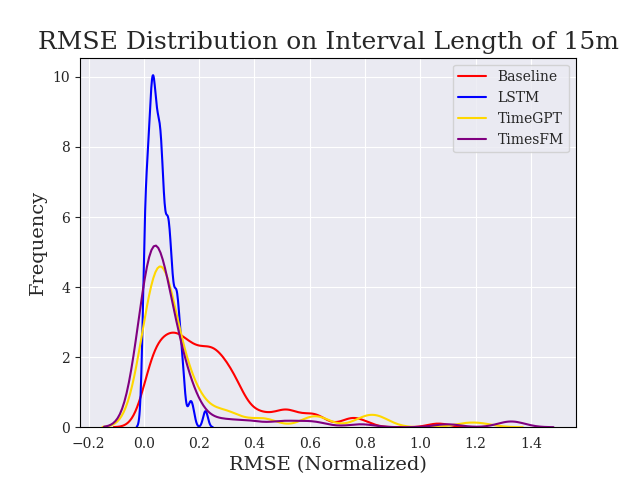 RMSE Distribution on Interval Length of 15m
Baseline
LSTM
TimeGPT
TimesFM
Frequency
10
8
6
4
2
0
−0.2 0.0 0.2 0.4 0.6 0.8 1.0 1.2 1.4
RMSE (Normalized)